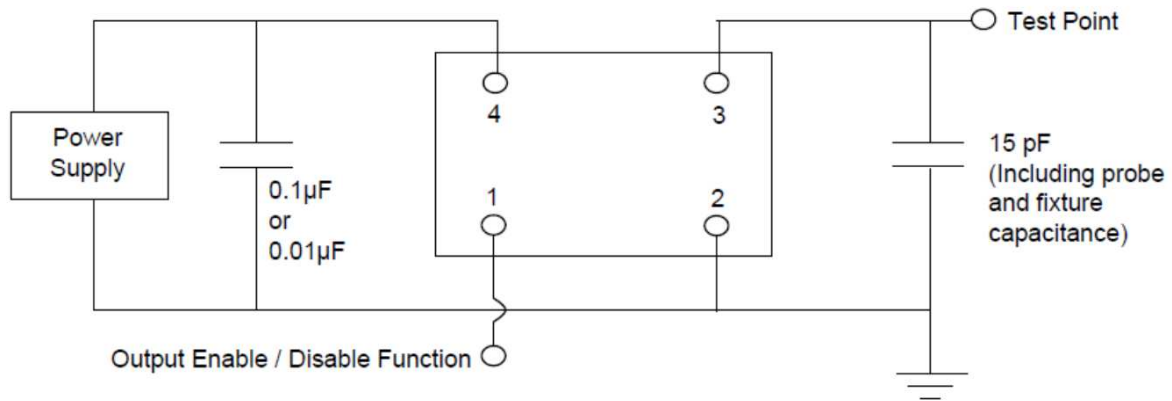 Test Point
4
3
Power
Supply
15 pF
(Including probe
and fixture
capacitance)
0.1µF
or
0.01µF
1
2
Output Enable / Disable Function